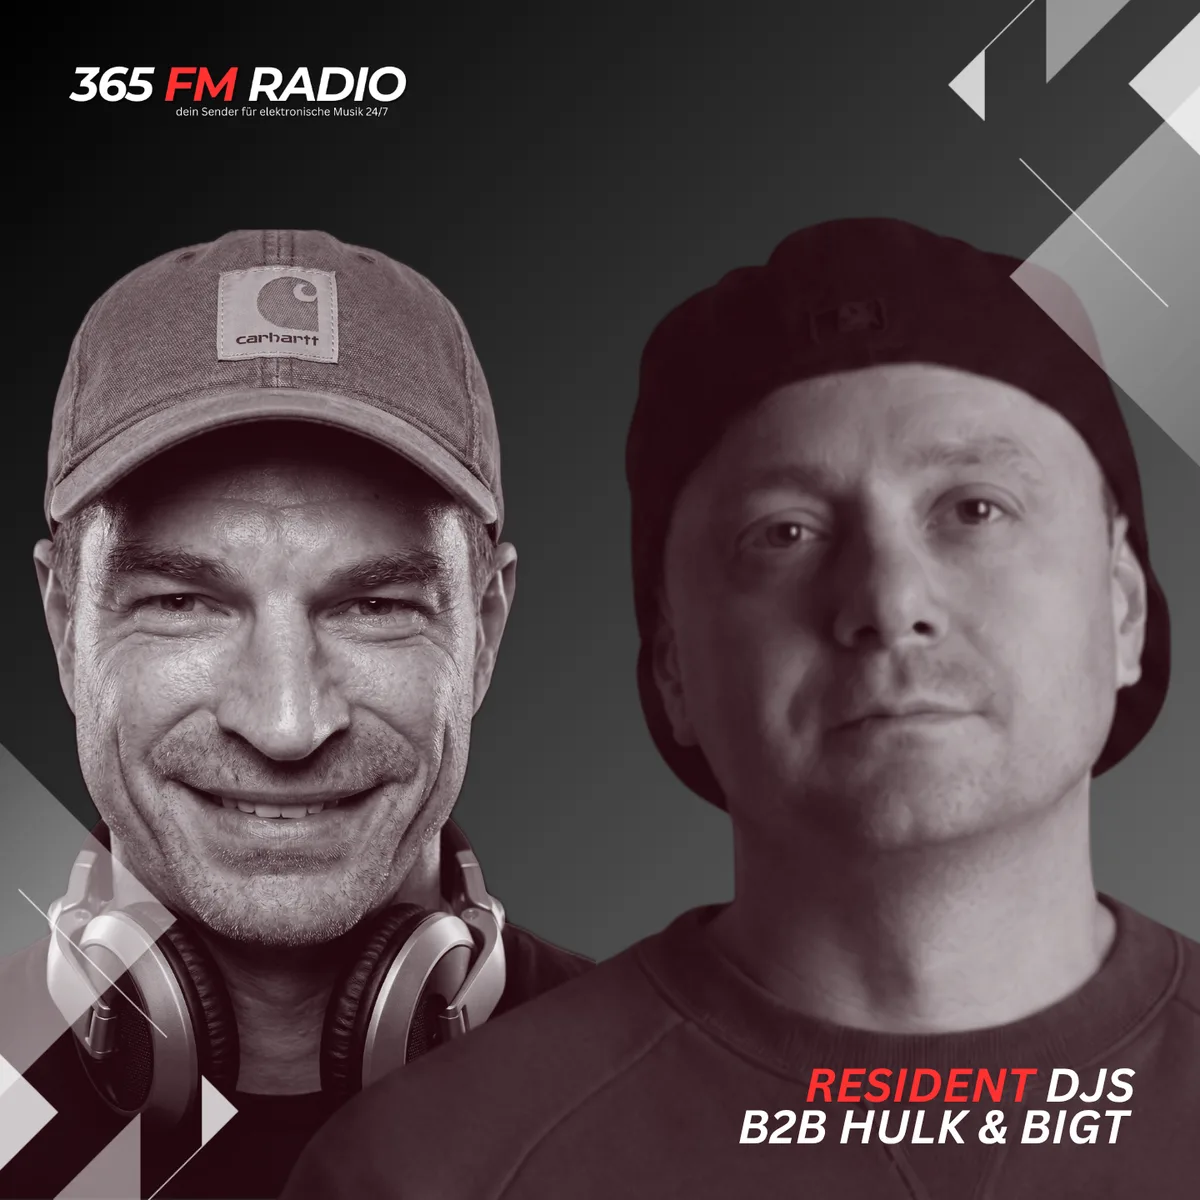 365 FM RADIO
dein Sender für elektronische Musik 24/7
carhartt
RESIDENT DJS
B2B HULK & BIGT